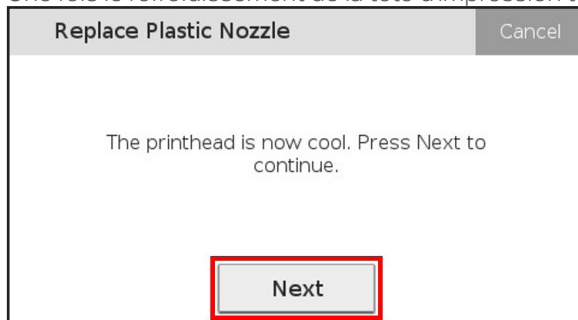 Replace Plastic Nozzle
Cancel
The printhead is now cool. Press Next to
continue.
Next